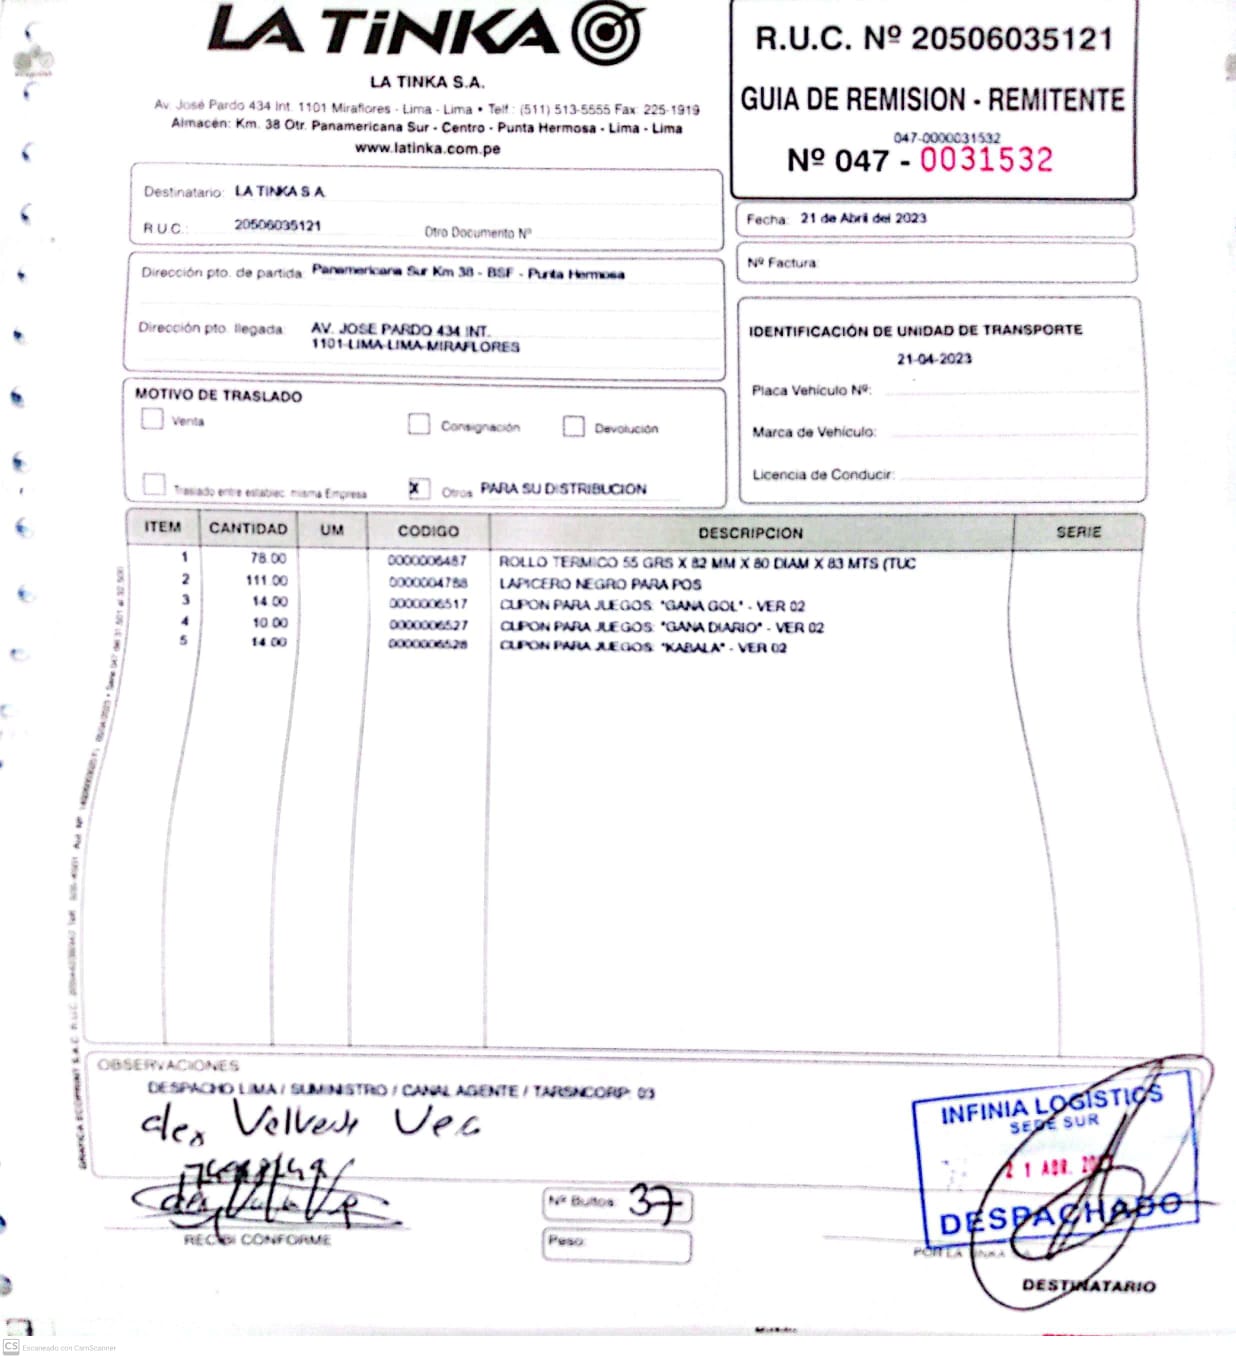 LA TiNKA
LA TINKA S.A.
Av. José Pardo 434 Int. 1101 Miraflores - Lima - Lima • Telf.: (511) 513-5555 Fax: 225-1919
Almacén: Km. 38 Otr. Panamericana Sur - Centro - Punta Hermosa - Lima - Lima
www.latinka.com.pe
R.U.C. Nº 20506035121
GUIA DE REMISION - REMITENTE
047-0000031532
Nº 047 - 0031532
Destinatario: LA TINKA S A
R.U.C.: 20506035121 Otro Documento Nº
Fecha: 21 de Abril del 2023
Nº Factura:
Dirección pto. de partida: Panamericana Sur Km 38 - BSF - Punta Hermosa
Dirección pto. llegada: AV. JOSE PARDO 434 INT.
1101-LIMA-LIMA-MIRAFLORES
IDENTIFICACIÓN DE UNIDAD DE TRANSPORTE
21-04-2023
Placa Vehículo Nº:
Marca de Vehículo:
Licencia de Conducir:
MOTIVO DE TRASLADO
Venta Consignación Devolución
Traslado entre establec. misma Empresa X Otros PARA SU DISTRIBUCION
ITEM CANTIDAD UM CODIGO DESCRIPCION SERIE
1 78.00 0000006487 ROLLO TERMICO 55 GRS X 82 MM X 80 DIAM X 83 MTS (TUC
2 111.00 0000004788 LAPICERO NEGRO PARA POS
3 14.00 0000006517 CUPON PARA JUEGOS: "GANA GOL" - VER 02
4 10.00 0000006527 CUPON PARA JUEGOS: "GANA DIARIO" - VER 02
5 14.00 0000006528 CUPON PARA JUEGOS: "KABALA" - VER 02
OBSERVACIONES
DESPACHO LIMA / SUMINISTRO / CANAL AGENTE / TARSNCORP: 03
INFINIA LOGISTICS
SEDE SUR
21 ABR.
DESPACHADO
RECIBI CONFORME
Nº Bultos: 37
Peso:
POR LA TINKA
DESTINATARIO
CS Escaneado con CamScanner